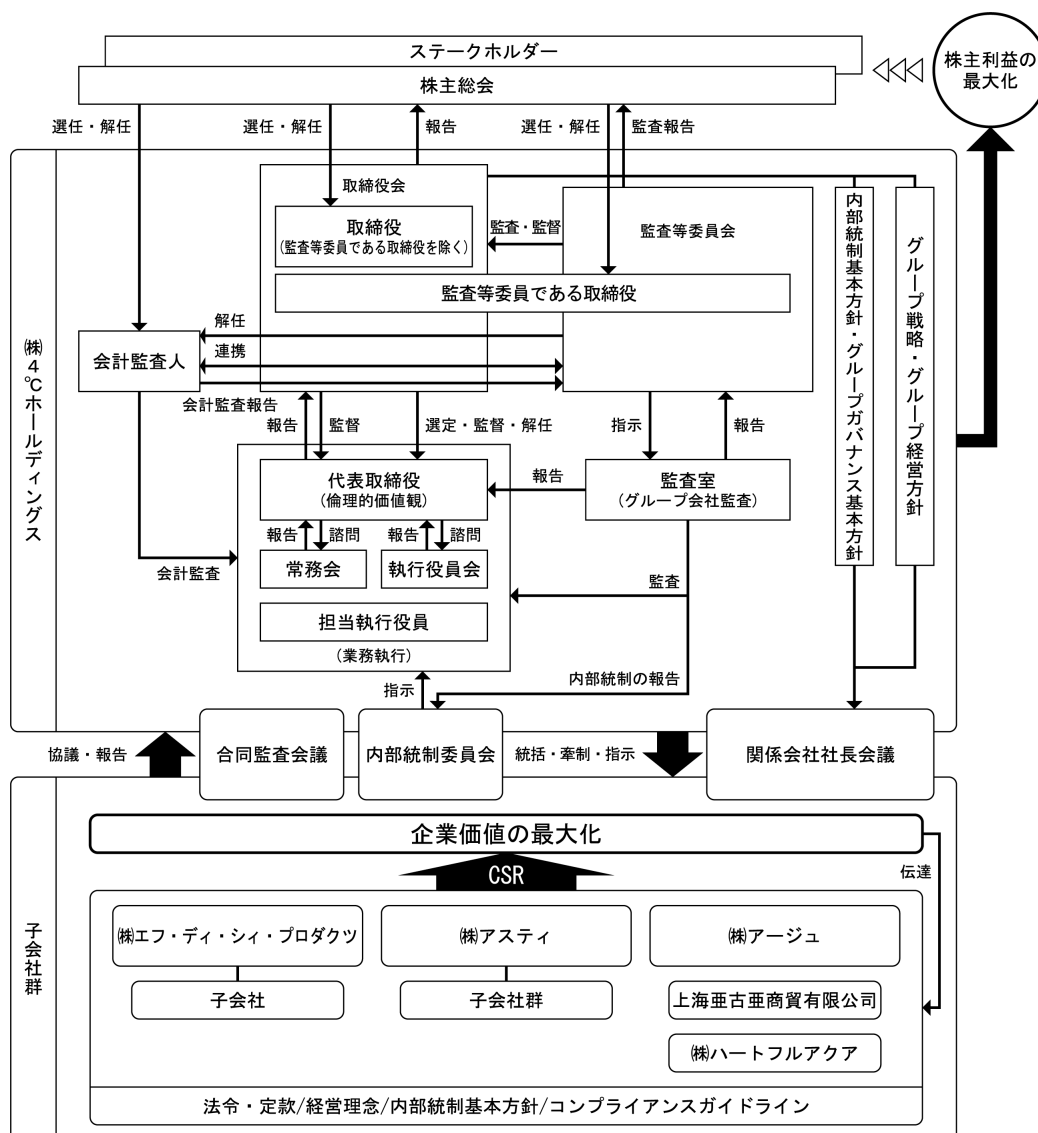 ステークホルダー
株主総会
株主利益の
最大化
選任・解任
選任・解任
報告
選任・解任
監査報告
㈱4℃ホールディングス
取締役会
取締役
(監査等委員である取締役を除く)
監査・監督
監査等委員会
監査等委員である取締役
内部統制基本方針・グループガバナンス基本方針
グループ戦略・グループ経営方針
会計監査人
解任
連携
会計監査報告
報告
監督
選定・監督・解任
指示
報告
代表取締役
(倫理的価値観)
報告
監査室
(グループ会社監査)
報告
諮問
報告
諮問
常務会
執行役員会
会計監査
監査
担当執行役員
(業務執行)
指示
内部統制の報告
協議・報告
合同監査会議
内部統制委員会
統括・牽制・指示
関係会社社長会議
子会社群
企業価値の最大化
CSR
伝達
㈱エフ・ディ・シィ・プロダクツ
㈱アスティ
㈱アージュ
子会社
子会社群
上海亜古亜商貿有限公司
㈱ハートフルアクア
法令・定款/経営理念/内部統制基本方針/コンプライアンスガイドライン